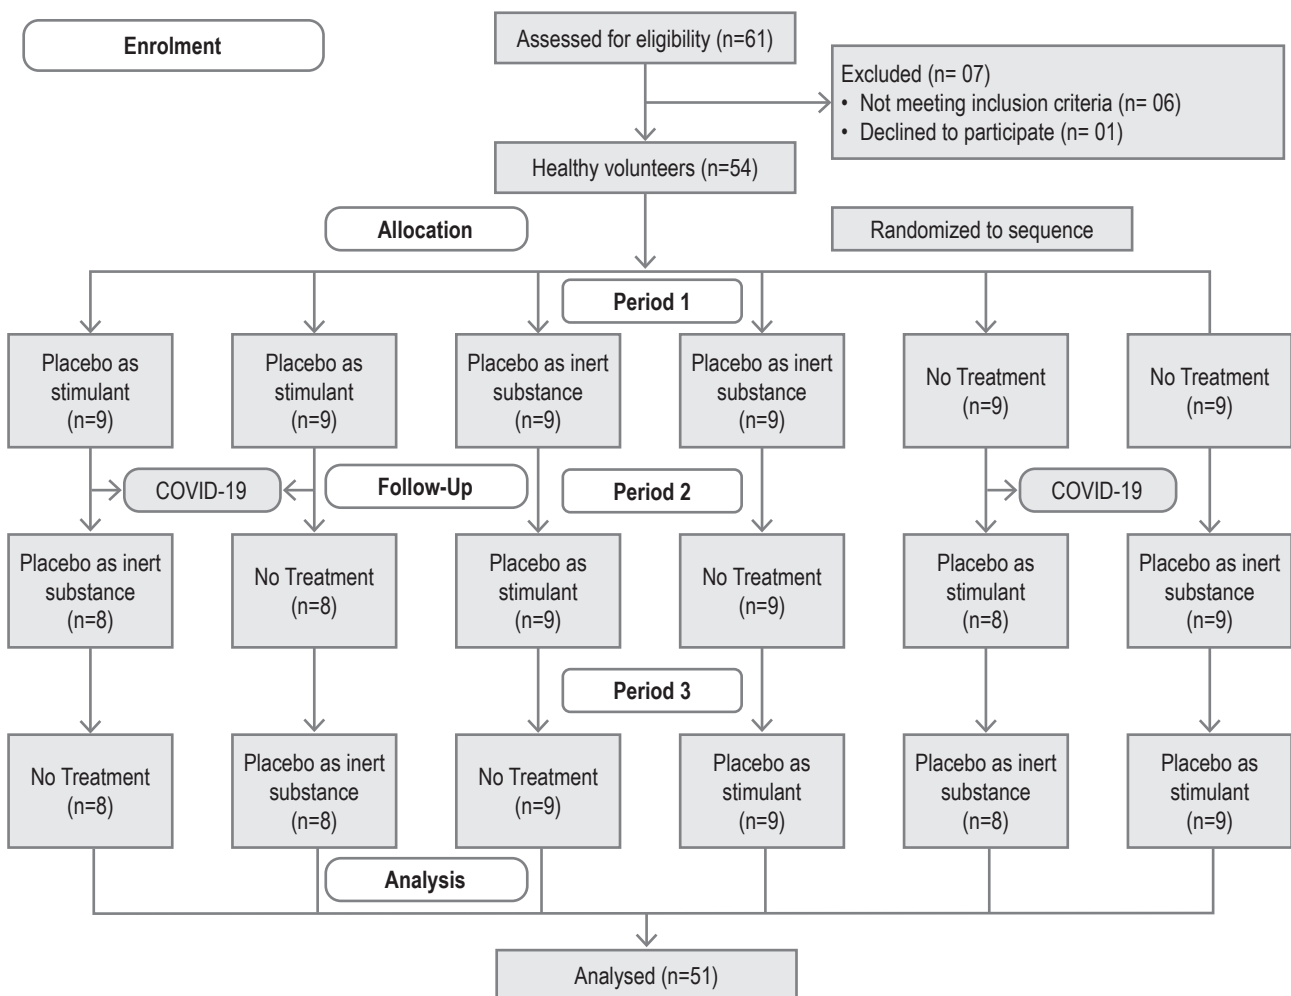 Enrolment
Assessed for eligibility (n=61)
Excluded (n= 07)
• Not meeting inclusion criteria (n= 06)
• Declined to participate (n= 01)
Healthy volunteers (n=54)
Allocation
Randomized to sequence
Period 1
Placebo as
stimulant
(n=9)
Placebo as
stimulant
(n=9)
Placebo as inert
substance
(n=9)
Placebo as inert
substance
(n=9)
No Treatment
(n=9)
No Treatment
(n=9)
COVID-19
Follow-Up
Period 2
COVID-19
Placebo as inert
substance
(n=8)
No Treatment
(n=8)
Placebo as
stimulant
(n=9)
No Treatment
(n=9)
Placebo as
stimulant
(n=8)
Placebo as inert
substance
(n=9)
Period 3
No Treatment
(n=8)
Placebo as inert
substance
(n=8)
No Treatment
(n=9)
Placebo as
stimulant
(n=9)
Placebo as inert
substance
(n=8)
Placebo as
stimulant
(n=9)
Analysis
Analysed (n=51)